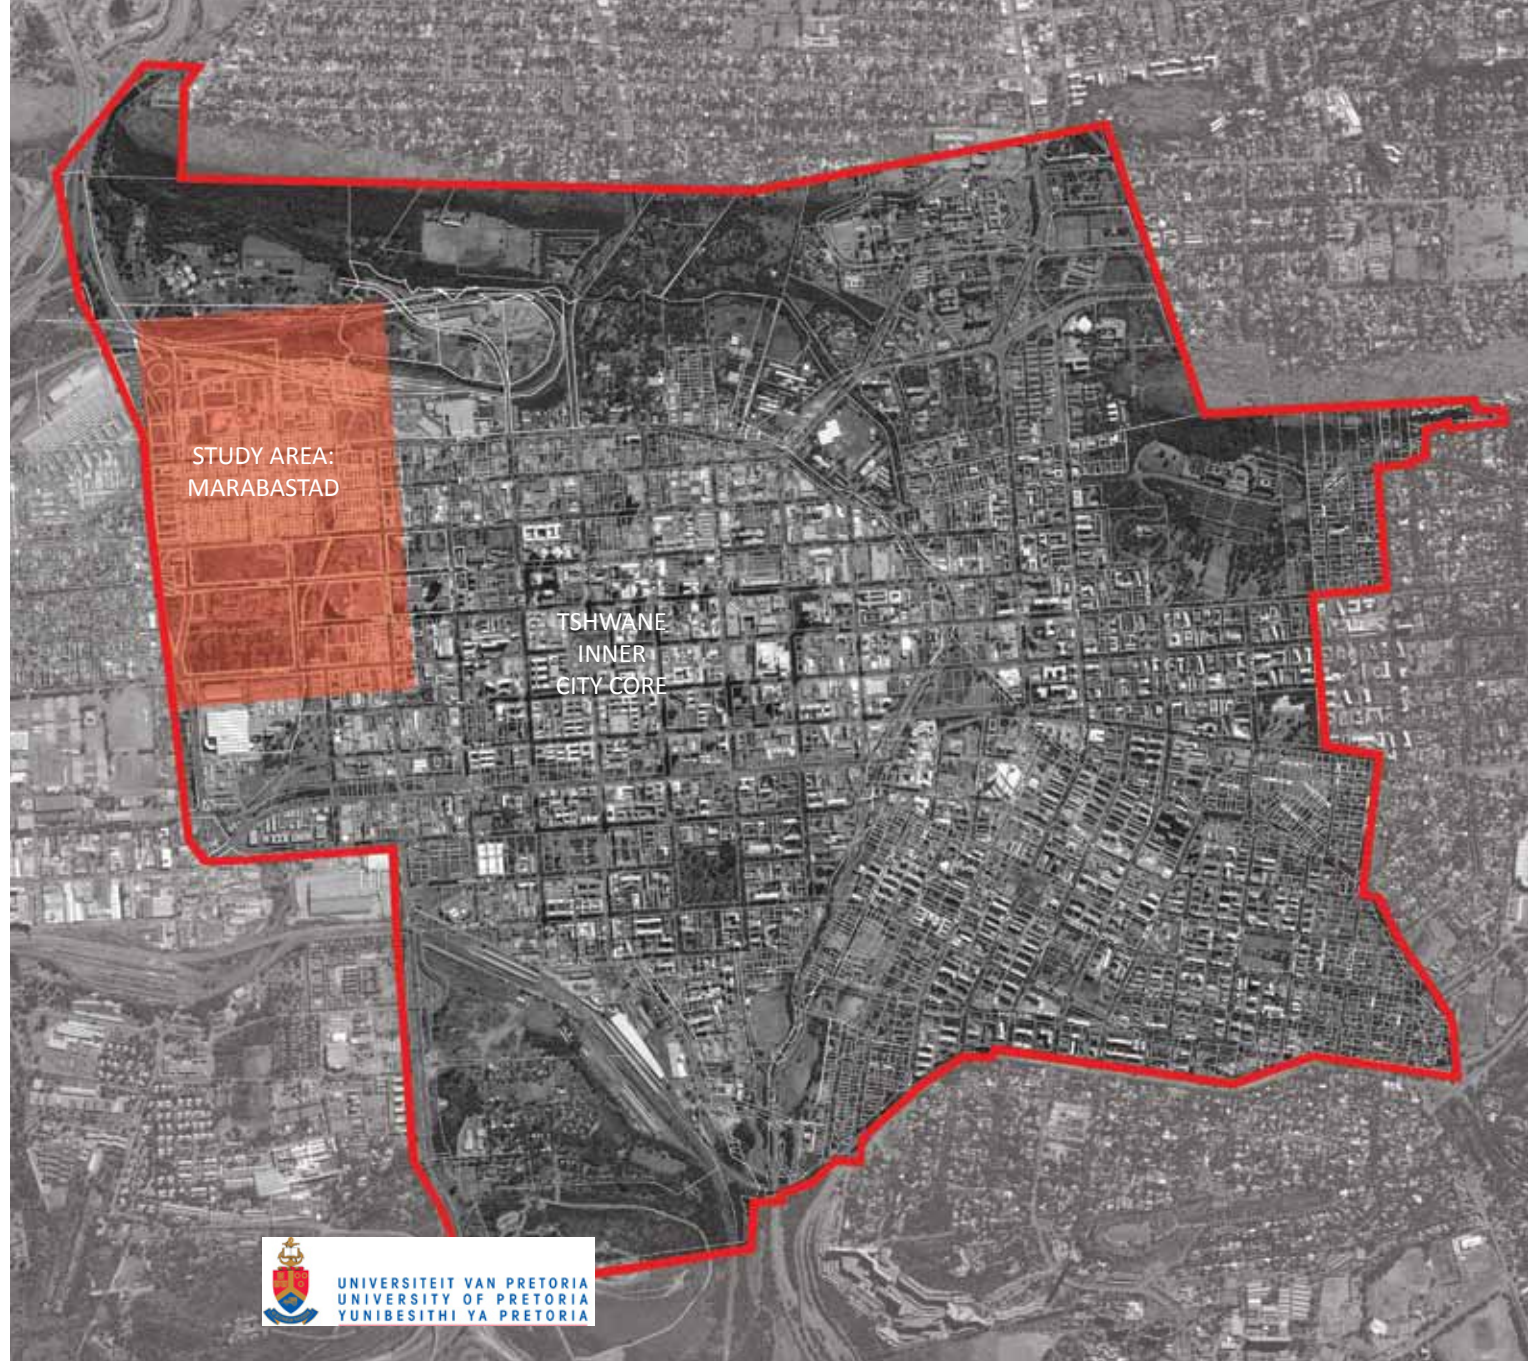 STUDY AREA:
MARABASTAD
TSHWANE
INNER
CITY CORE
UNIVERSITEIT VAN PRETORIA
UNIVERSITY OF PRETORIA
YUNIBESITHI YA PRETORIA